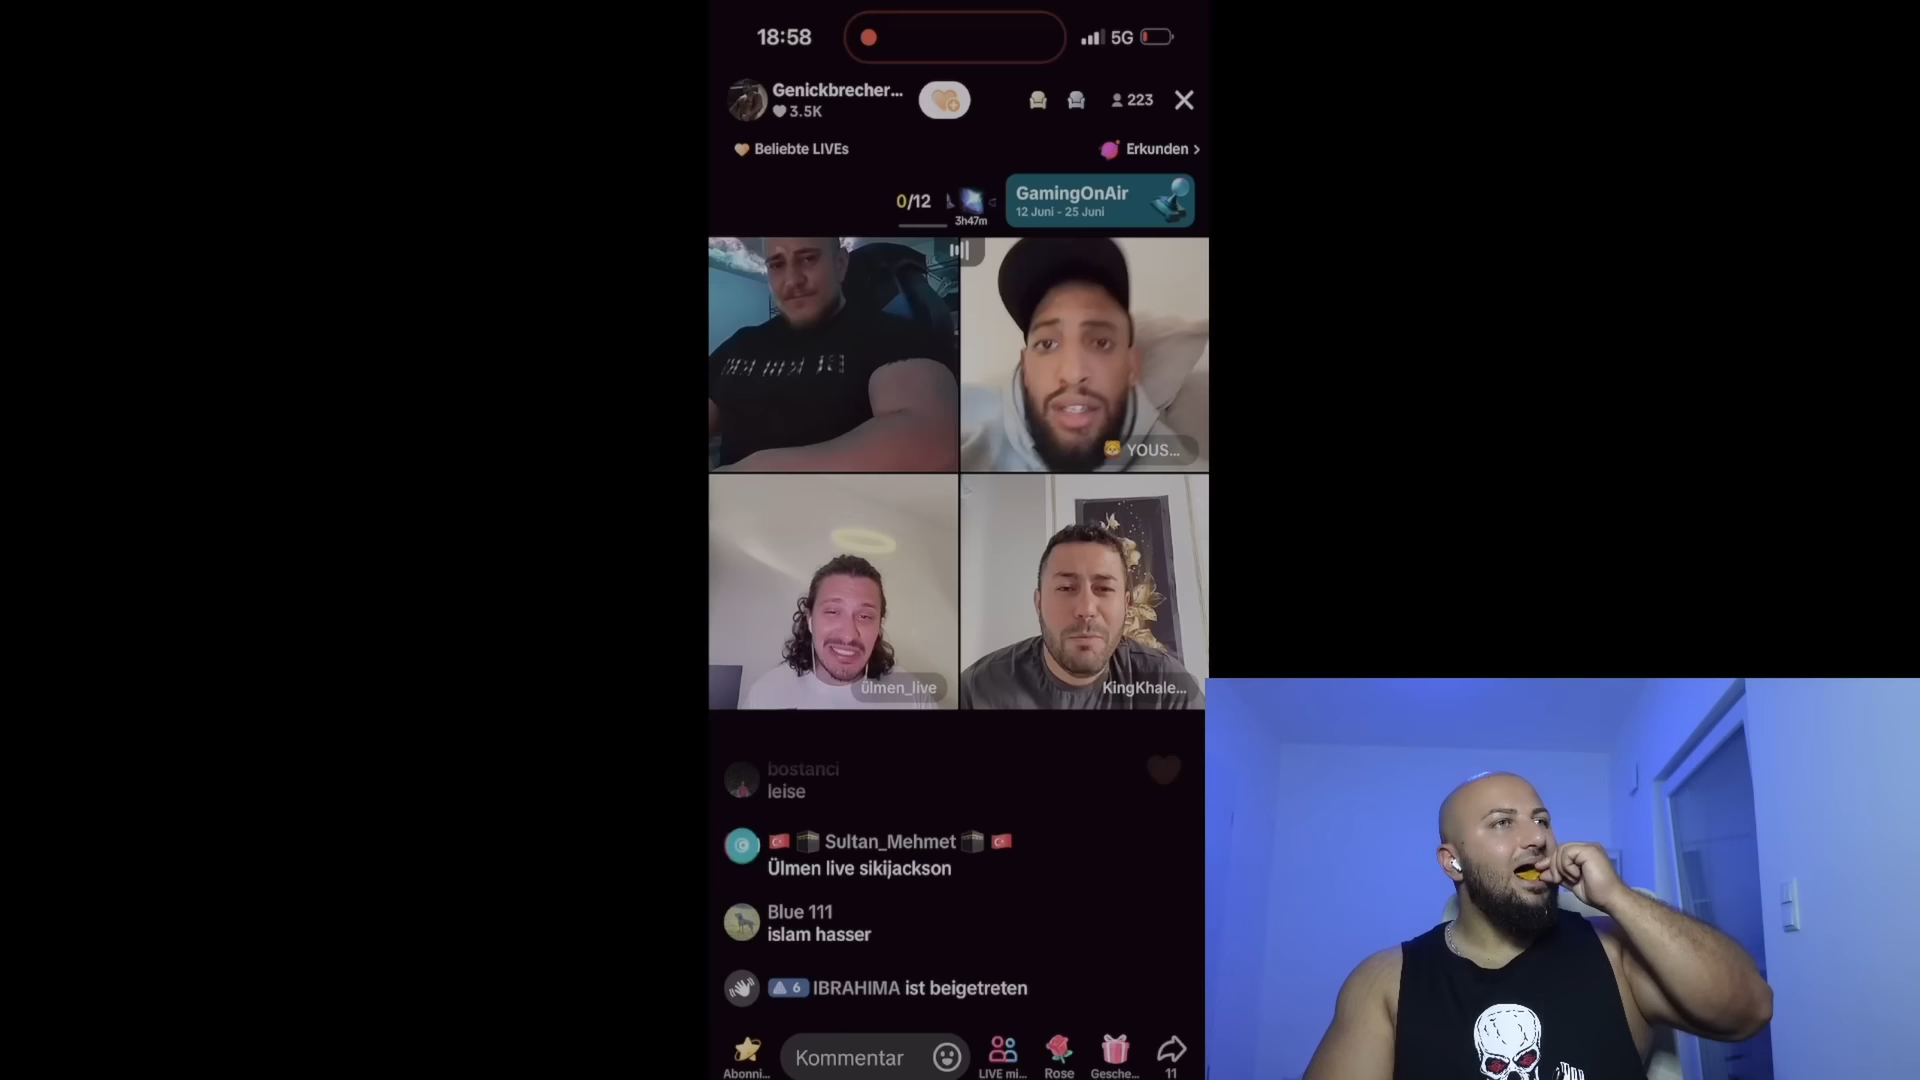 18:58
5G
Genickbrecher...
3.5K
223
Beliebte LIVEs
Erkunden >
0/12
3h47m
GamingOnAir
12 Juni - 25 Juni
YOUS...
ülmen_live
KingKhale...
bostanci
leise
Sultan_Mehmet
Ülmen live sikijackson
Blue 111
islam hasser
6 IBRAHIMA ist beigetreten
Kommentar
Abonni...
LIVE mi...
Rose
Gesche...
11